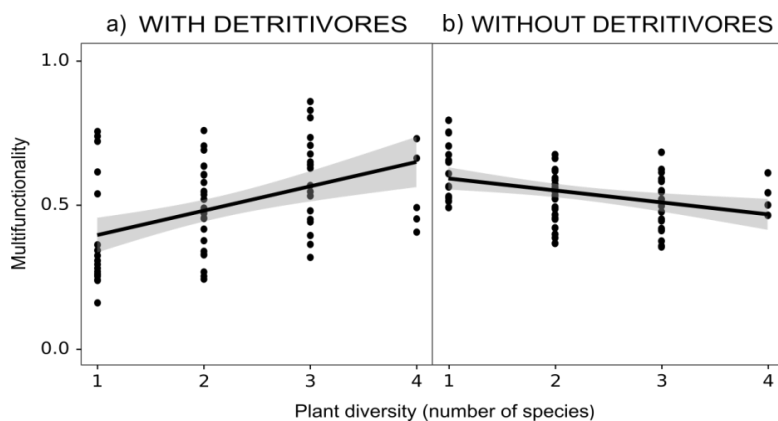 a) WITH DETRITIVORES
b) WITHOUT DETRITIVORES
Multifunctionality
1.0
0.5
0.0
1 2 3 4
1 2 3 4
Plant diversity (number of species)